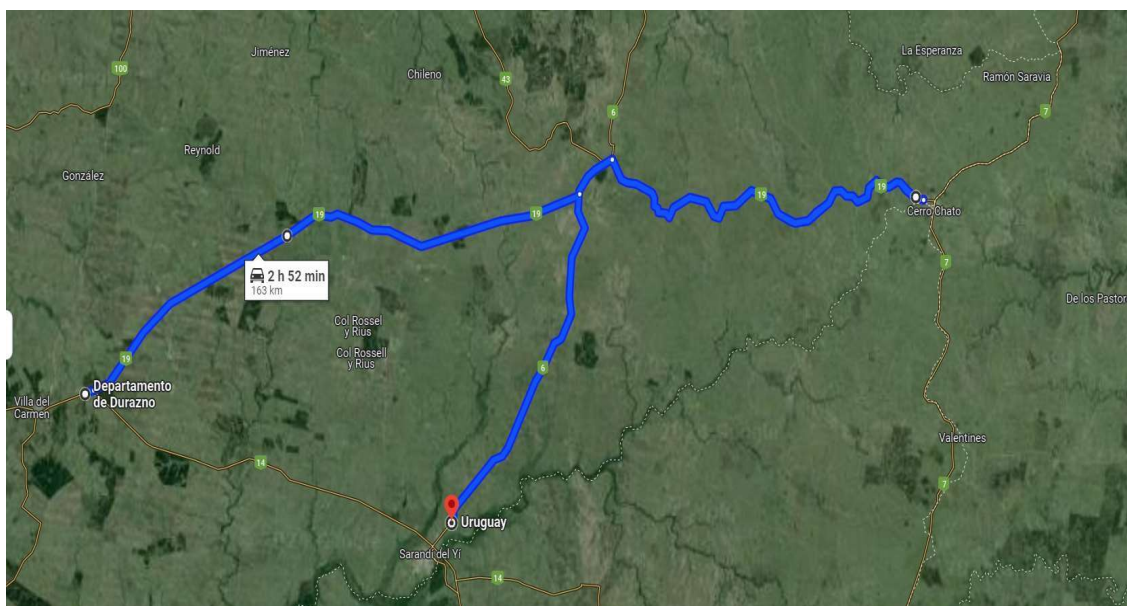 Jiménez
La Esperanza
100
Chileno
43
Ramón Saravia
6
7
Reynold
González
19
19
19
19
Cerro Chato
2 h 52 min
163 km
7
De los Pastor
Col Rossel
y Rius
Col Rossell
y Rius
19
6
Departamento
de Durazno
Villa del
Carmen
Valentines
14
7
Uruguay
Sarandí del Yí
14